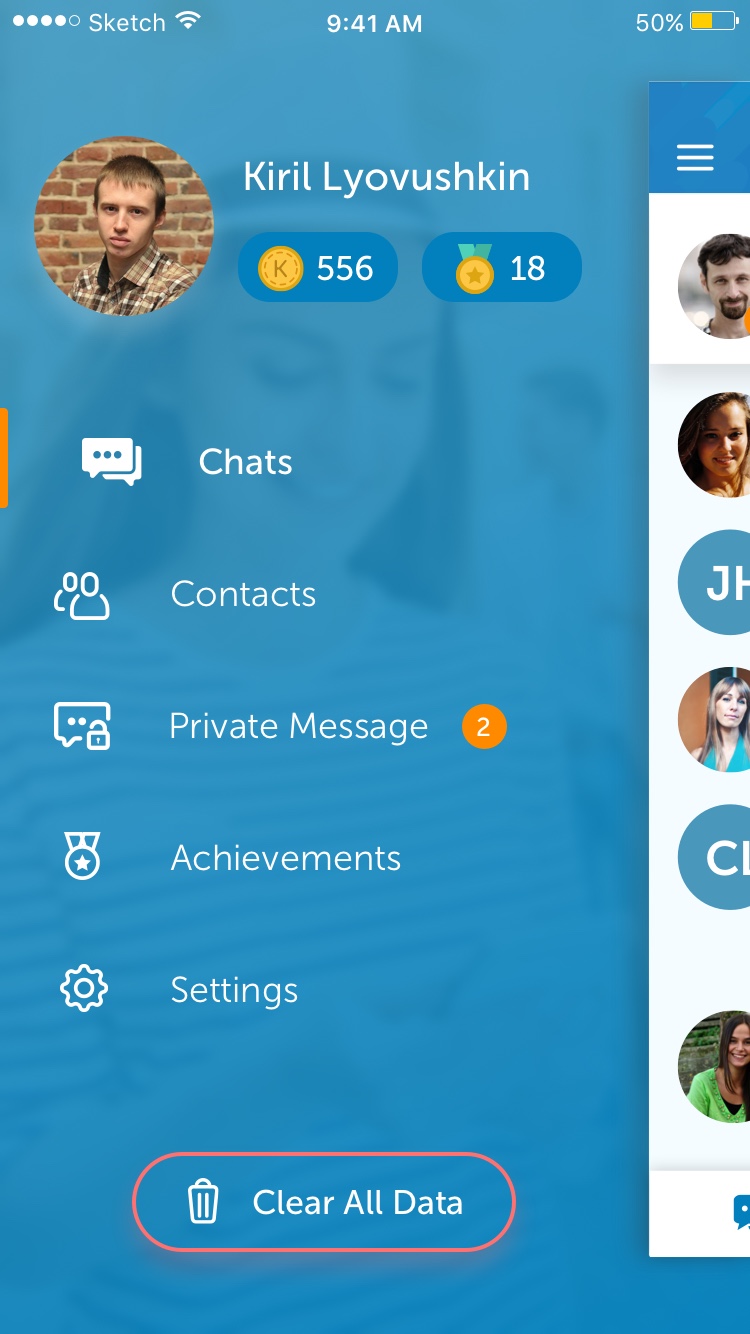 Sketch 9:41 AM 50%
Kiril Lyovushkin
K 556 18
Chats
JH
Contacts
Private Message 2
Achievements
CL
Settings
Clear All Data